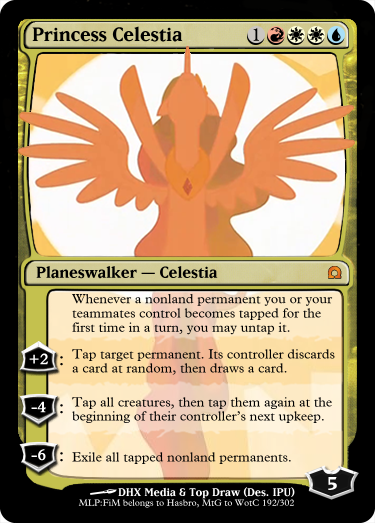 Princess Celestia 1
Planeswalker — Celestia
Whenever a nonland permanent you or your
teammates control becomes tapped for the
first time in a turn, you may untap it.
+2: Tap target permanent. Its controller discards
a card at random, then draws a card.
-4: Tap all creatures, then tap them again at the
beginning of their controller's next upkeep.
-6: Exile all tapped nonland permanents.
5
DHX Media & Top Draw (Des. IPU)
MLP:FiM belongs to Hasbro, MtG to WotC 192/302